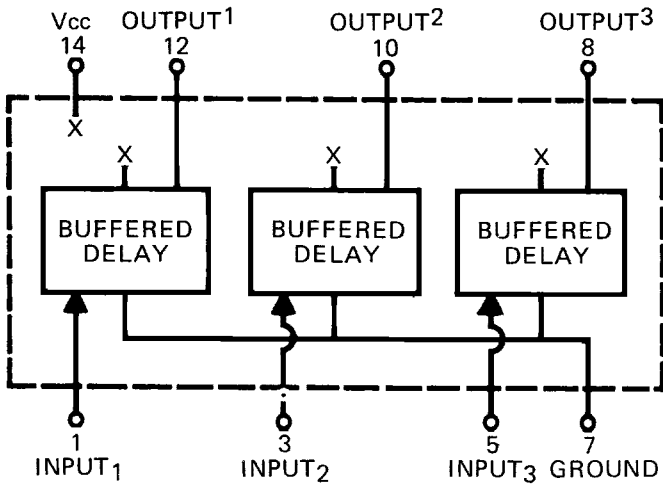 Vcc OUTPUT1 OUTPUT2 OUTPUT3
14 12 10 8
X
X X X
BUFFERED DELAY
BUFFERED DELAY
BUFFERED DELAY
1 3 5 7
INPUT1 INPUT2 INPUT3 GROUND